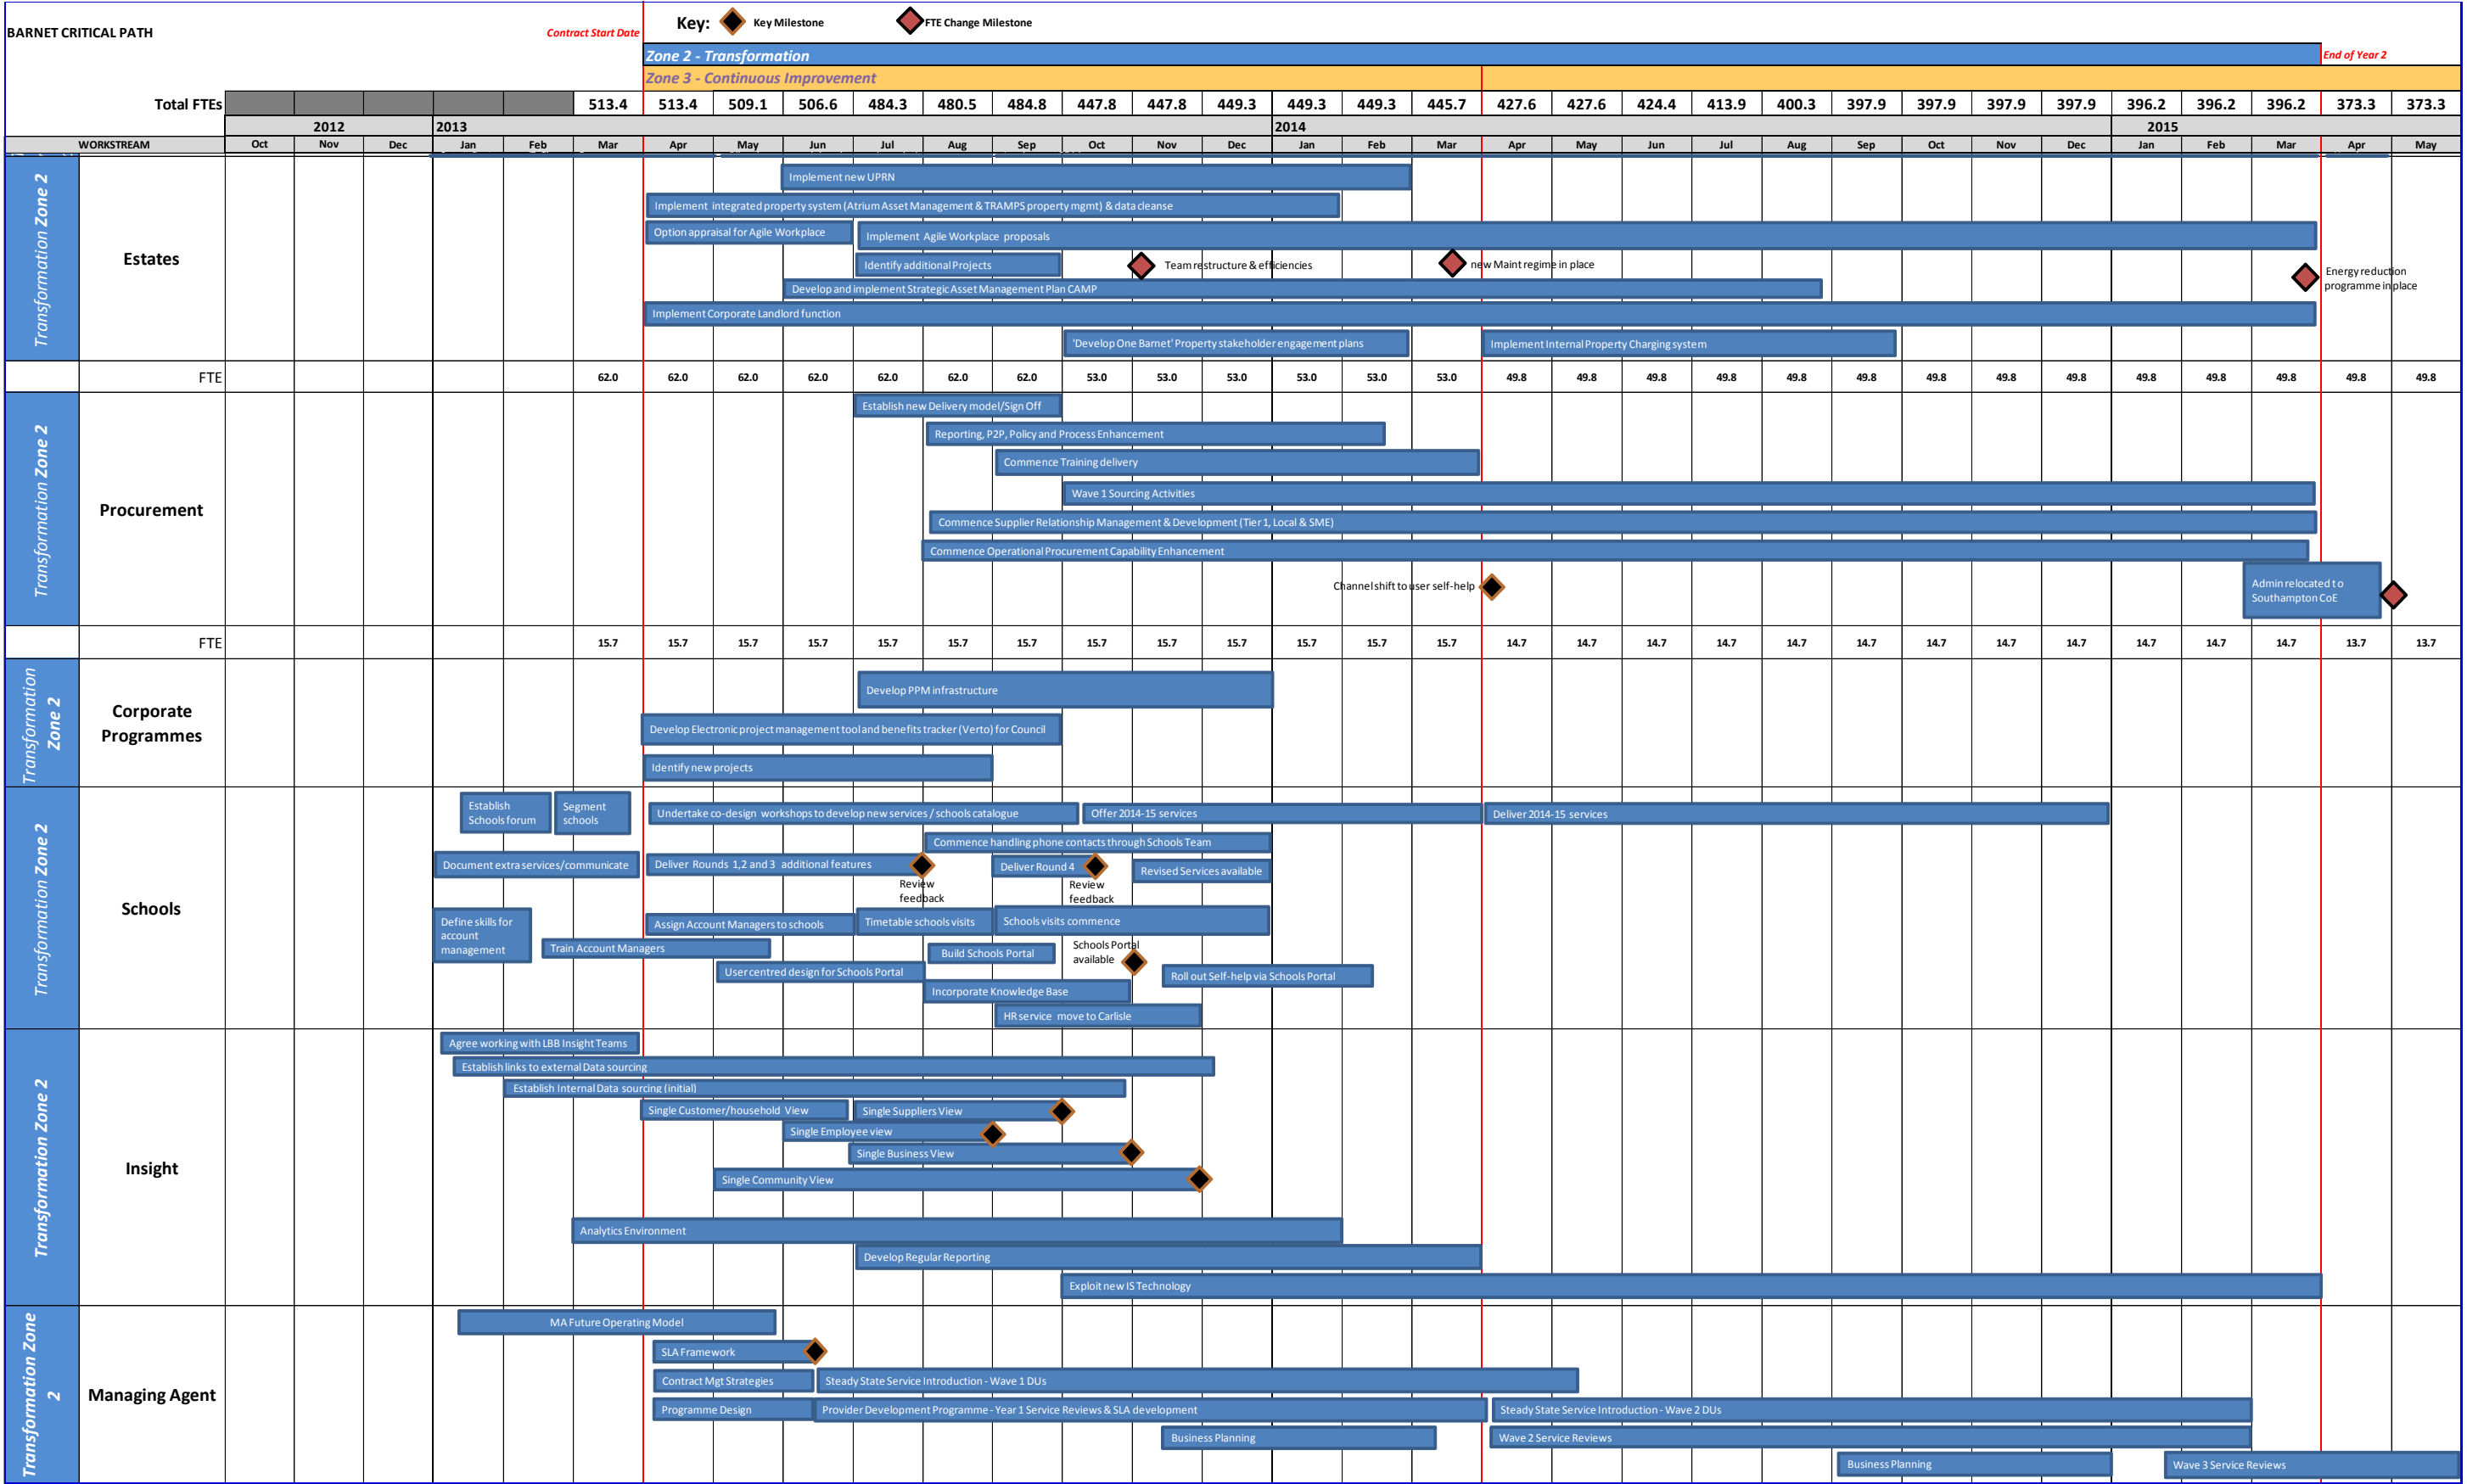 Key: Key Milestone FTE Change Milestone
BARNET CRITICAL PATH Contract Start Date
Zone 2 - Transformation End of Year 2
Zone 3 - Continuous Improvement
Total FTEs 513.4 513.4 509.1 506.6 484.3 480.5 484.8 447.8 447.8 449.3 449.3 449.3 445.7 427.6 427.6 424.4 413.9 400.3 397.9 397.9 397.9 397.9 396.2 396.2 396.2 373.3 373.3
2012 2013 2014 2015
WORKSTREAM Oct Nov Dec Jan Feb Mar Apr May Jun Jul Aug Sep Oct Nov Dec Jan Feb Mar Apr May Jun Jul Aug Sep Oct Nov Dec Jan Feb Mar Apr May
Transformation Zone 2
Estates
Implement new UPRN
Implement integrated property system (Atrium Asset Management & TRAMPS property mgmt) & data cleanse
Option appraisal for Agile Workplace
Implement Agile Workplace proposals
Identify additional Projects
Team restructure & efficiencies
new Maint regime in place
Energy reduction
programme in place
Develop and implement Strategic Asset Management Plan CAMP
Implement Corporate Landlord function
'Develop One Barnet' Property stakeholder engagement plans
Implement Internal Property Charging system
FTE 62.0 62.0 62.0 62.0 62.0 62.0 62.0 53.0 53.0 53.0 53.0 53.0 53.0 49.8 49.8 49.8 49.8 49.8 49.8 49.8 49.8 49.8 49.8 49.8 49.8 49.8 49.8
Transformation Zone 2
Procurement
Establish new Delivery model/Sign Off
Reporting, P2P, Policy and Process Enhancement
Commence Training delivery
Wave 1 Sourcing Activities
Commence Supplier Relationship Management & Development (Tier 1, Local & SME)
Commence Operational Procurement Capability Enhancement
Channel shift to user self-help
Admin relocated to
Southampton CoE
FTE 15.7 15.7 15.7 15.7 15.7 15.7 15.7 15.7 15.7 15.7 15.7 15.7 15.7 14.7 14.7 14.7 14.7 14.7 14.7 14.7 14.7 14.7 14.7 14.7 14.7 13.7 13.7
Transformation
Zone 2
Corporate
Programmes
Develop PPM infrastructure
Develop Electronic project management tool and benefits tracker (Verto) for Council
Identify new projects
Transformation Zone 2
Schools
Establish
Schools forum
Segment
schools
Undertake co-design workshops to develop new services / schools catalogue
Offer 2014-15 services
Deliver 2014-15 services
Commence handling phone contacts through Schools Team
Document extra services/communicate
Deliver Rounds 1,2 and 3 additional features
Review
feedback
Deliver Round 4
Review
feedback
Revised Services available
Define skills for
account
management
Assign Account Managers to schools
Timetable schools visits
Schools visits commence
Train Account Managers
Build Schools Portal
Schools Portal
available
User centred design for Schools Portal
Roll out Self-help via Schools Portal
Incorporate Knowledge Base
HR service move to Carlisle
Transformation Zone 2
Insight
Agree working with LBB Insight Teams
Establish links to external Data sourcing
Establish Internal Data sourcing (initial)
Single Customer/household View
Single Suppliers View
Single Employee view
Single Business View
Single Community View
Analytics Environment
Develop Regular Reporting
Exploit new IS Technology
Transformation Zone
2
Managing Agent
MA Future Operating Model
SLA Framework
Contract Mgt Strategies
Steady State Service Introduction - Wave 1 DUs
Programme Design
Provider Development Programme - Year 1 Service Reviews & SLA development
Steady State Service Introduction - Wave 2 DUs
Business Planning
Wave 2 Service Reviews
Business Planning
Wave 3 Service Reviews